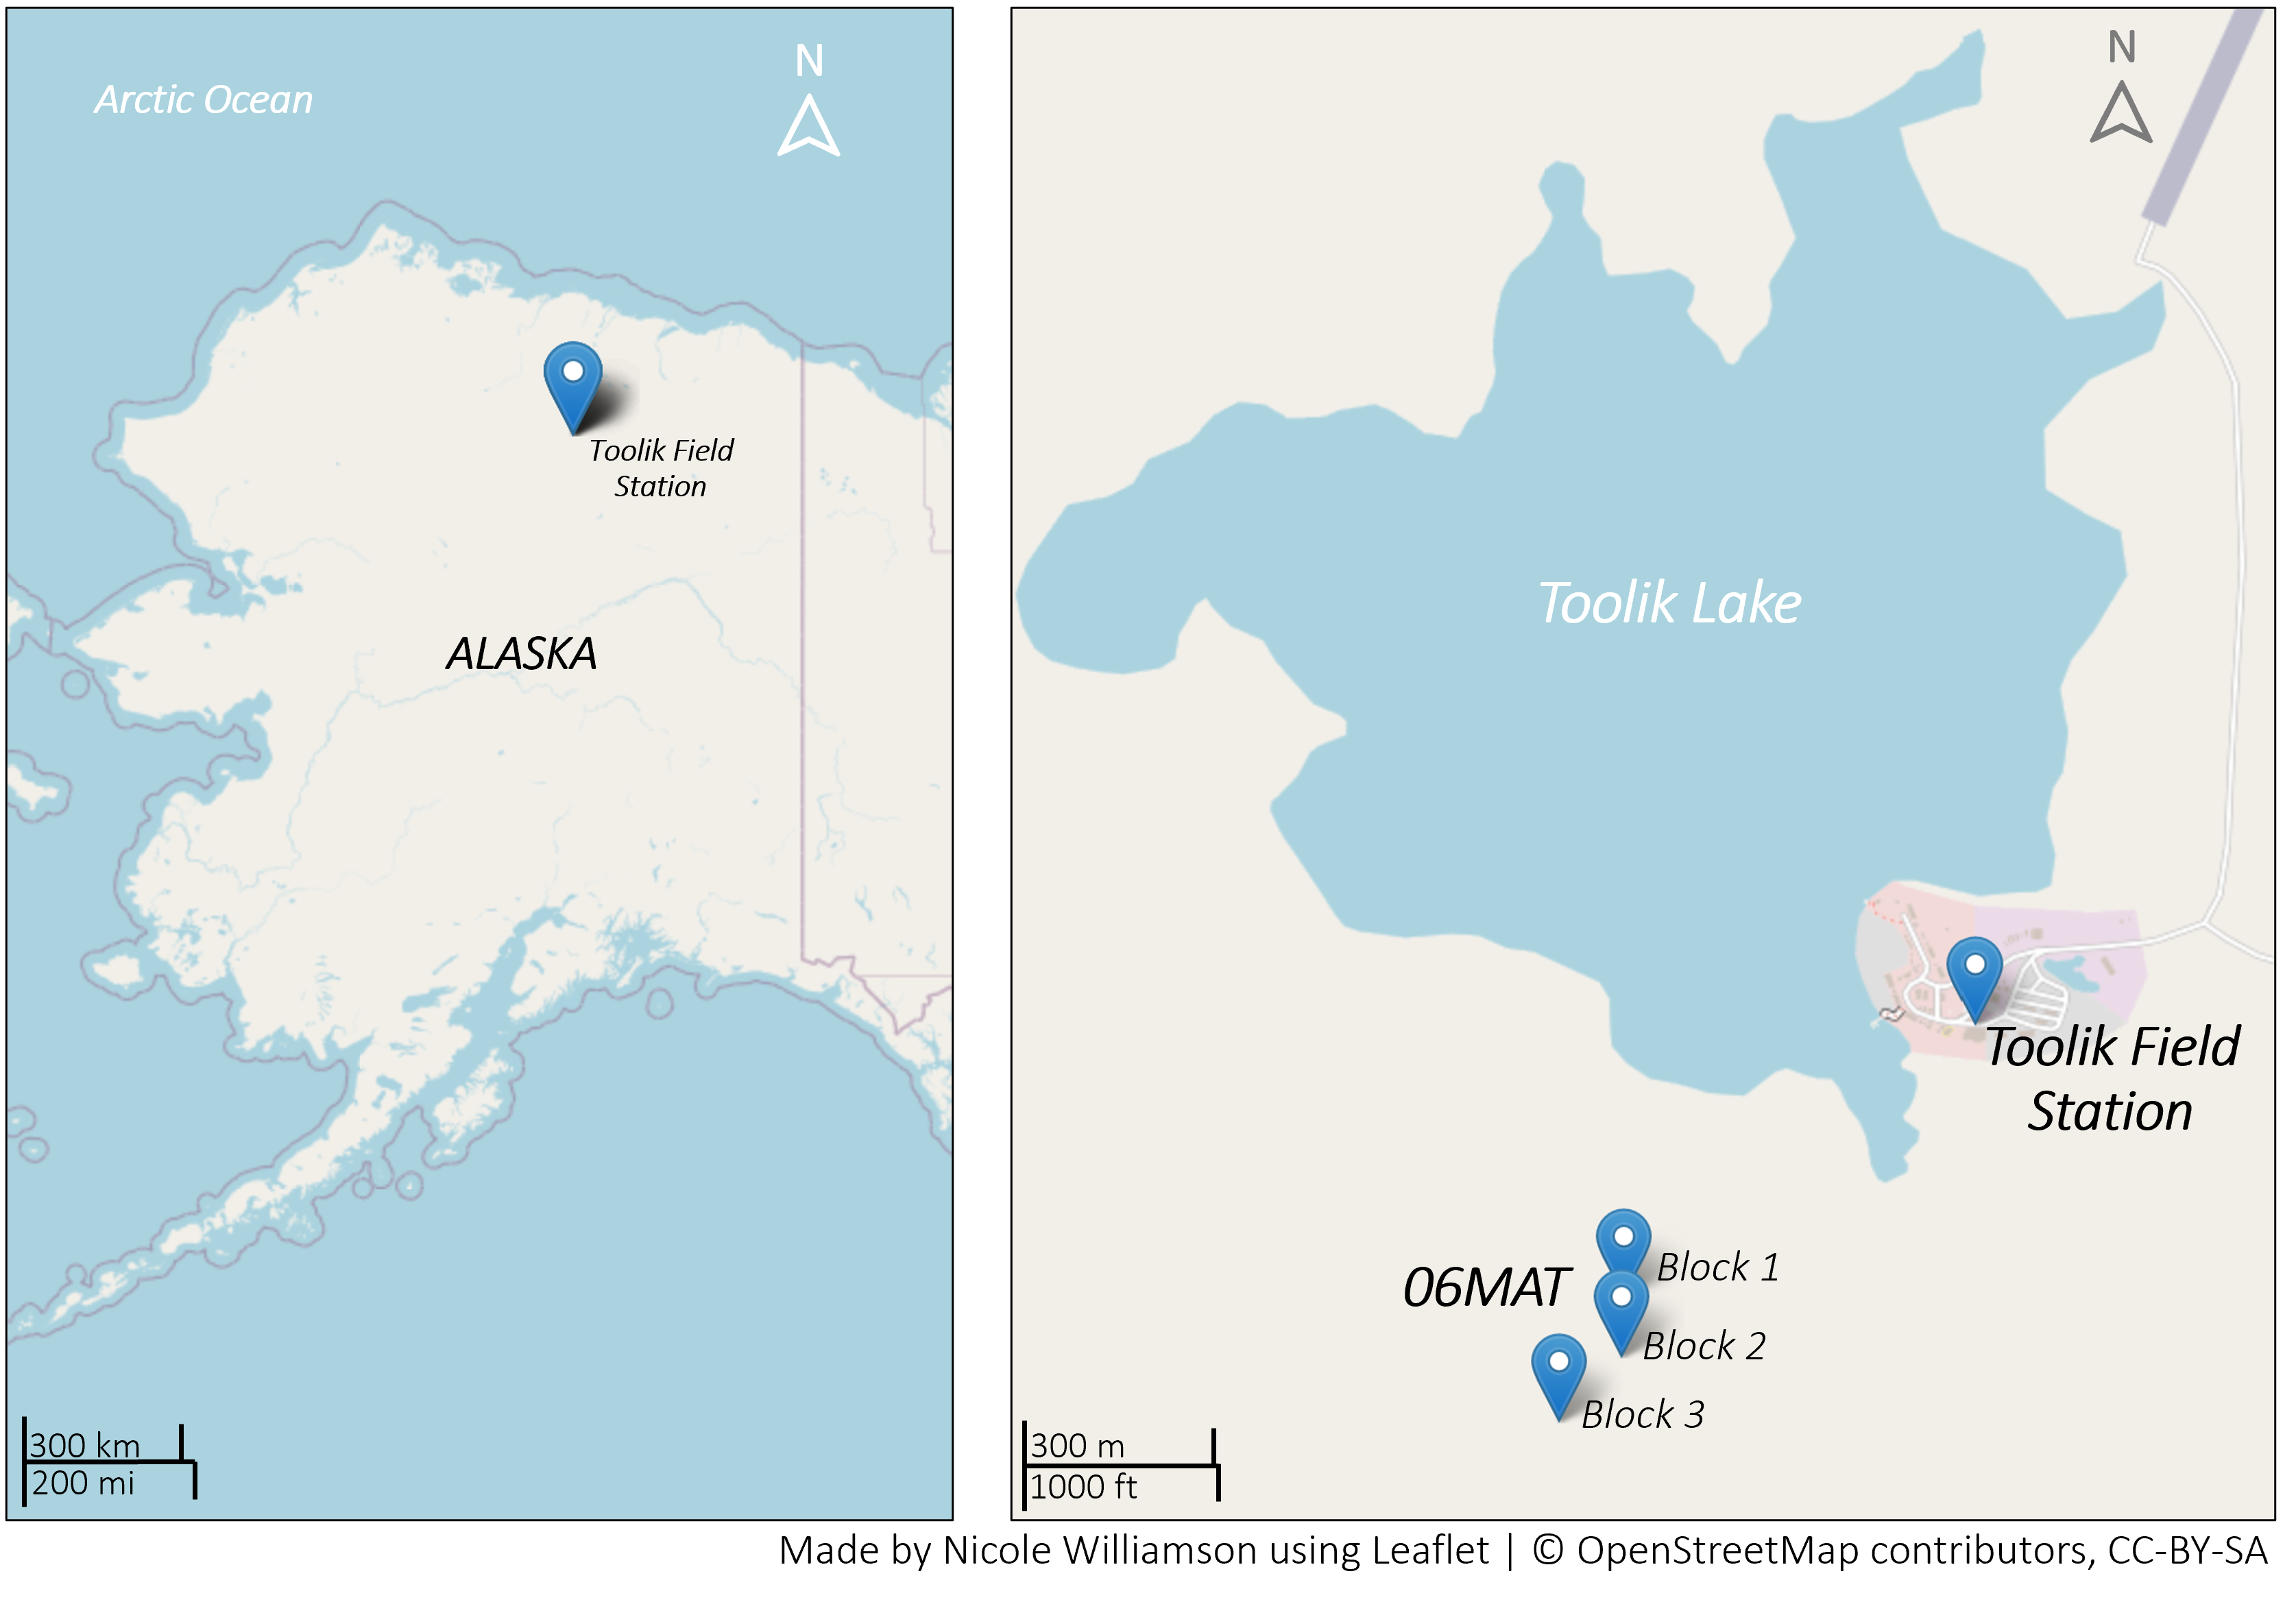 N
Arctic Ocean
Toolik Field
Station
ALASKA
300 km
200 mi
N
Toolik Lake
Toolik Field
Station
06MAT
Block 1
Block 2
Block 3
300 m
1000 ft
Made by Nicole Williamson using Leaflet | © OpenStreetMap contributors, CC-BY-SA